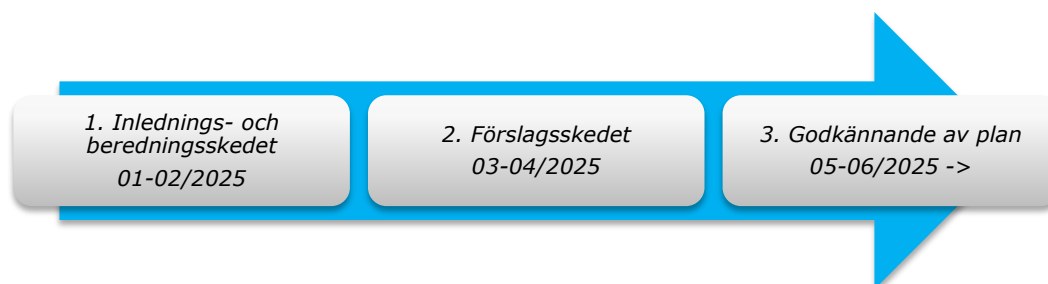 1. Inlednings- och
beredningsskedet
01-02/2025
2. Förslagsskedet
03-04/2025
3. Godkännande av plan
05-06/2025 ->